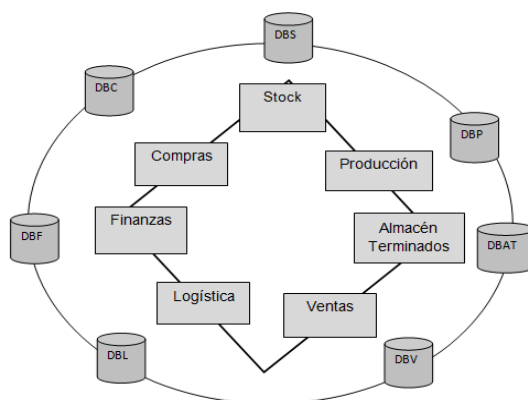 DBS
DBC
Stock
DBP
Compras
Producción
Finanzas
Almacén
Terminados
DBF
DBAT
Logística
Ventas
DBL
DBV